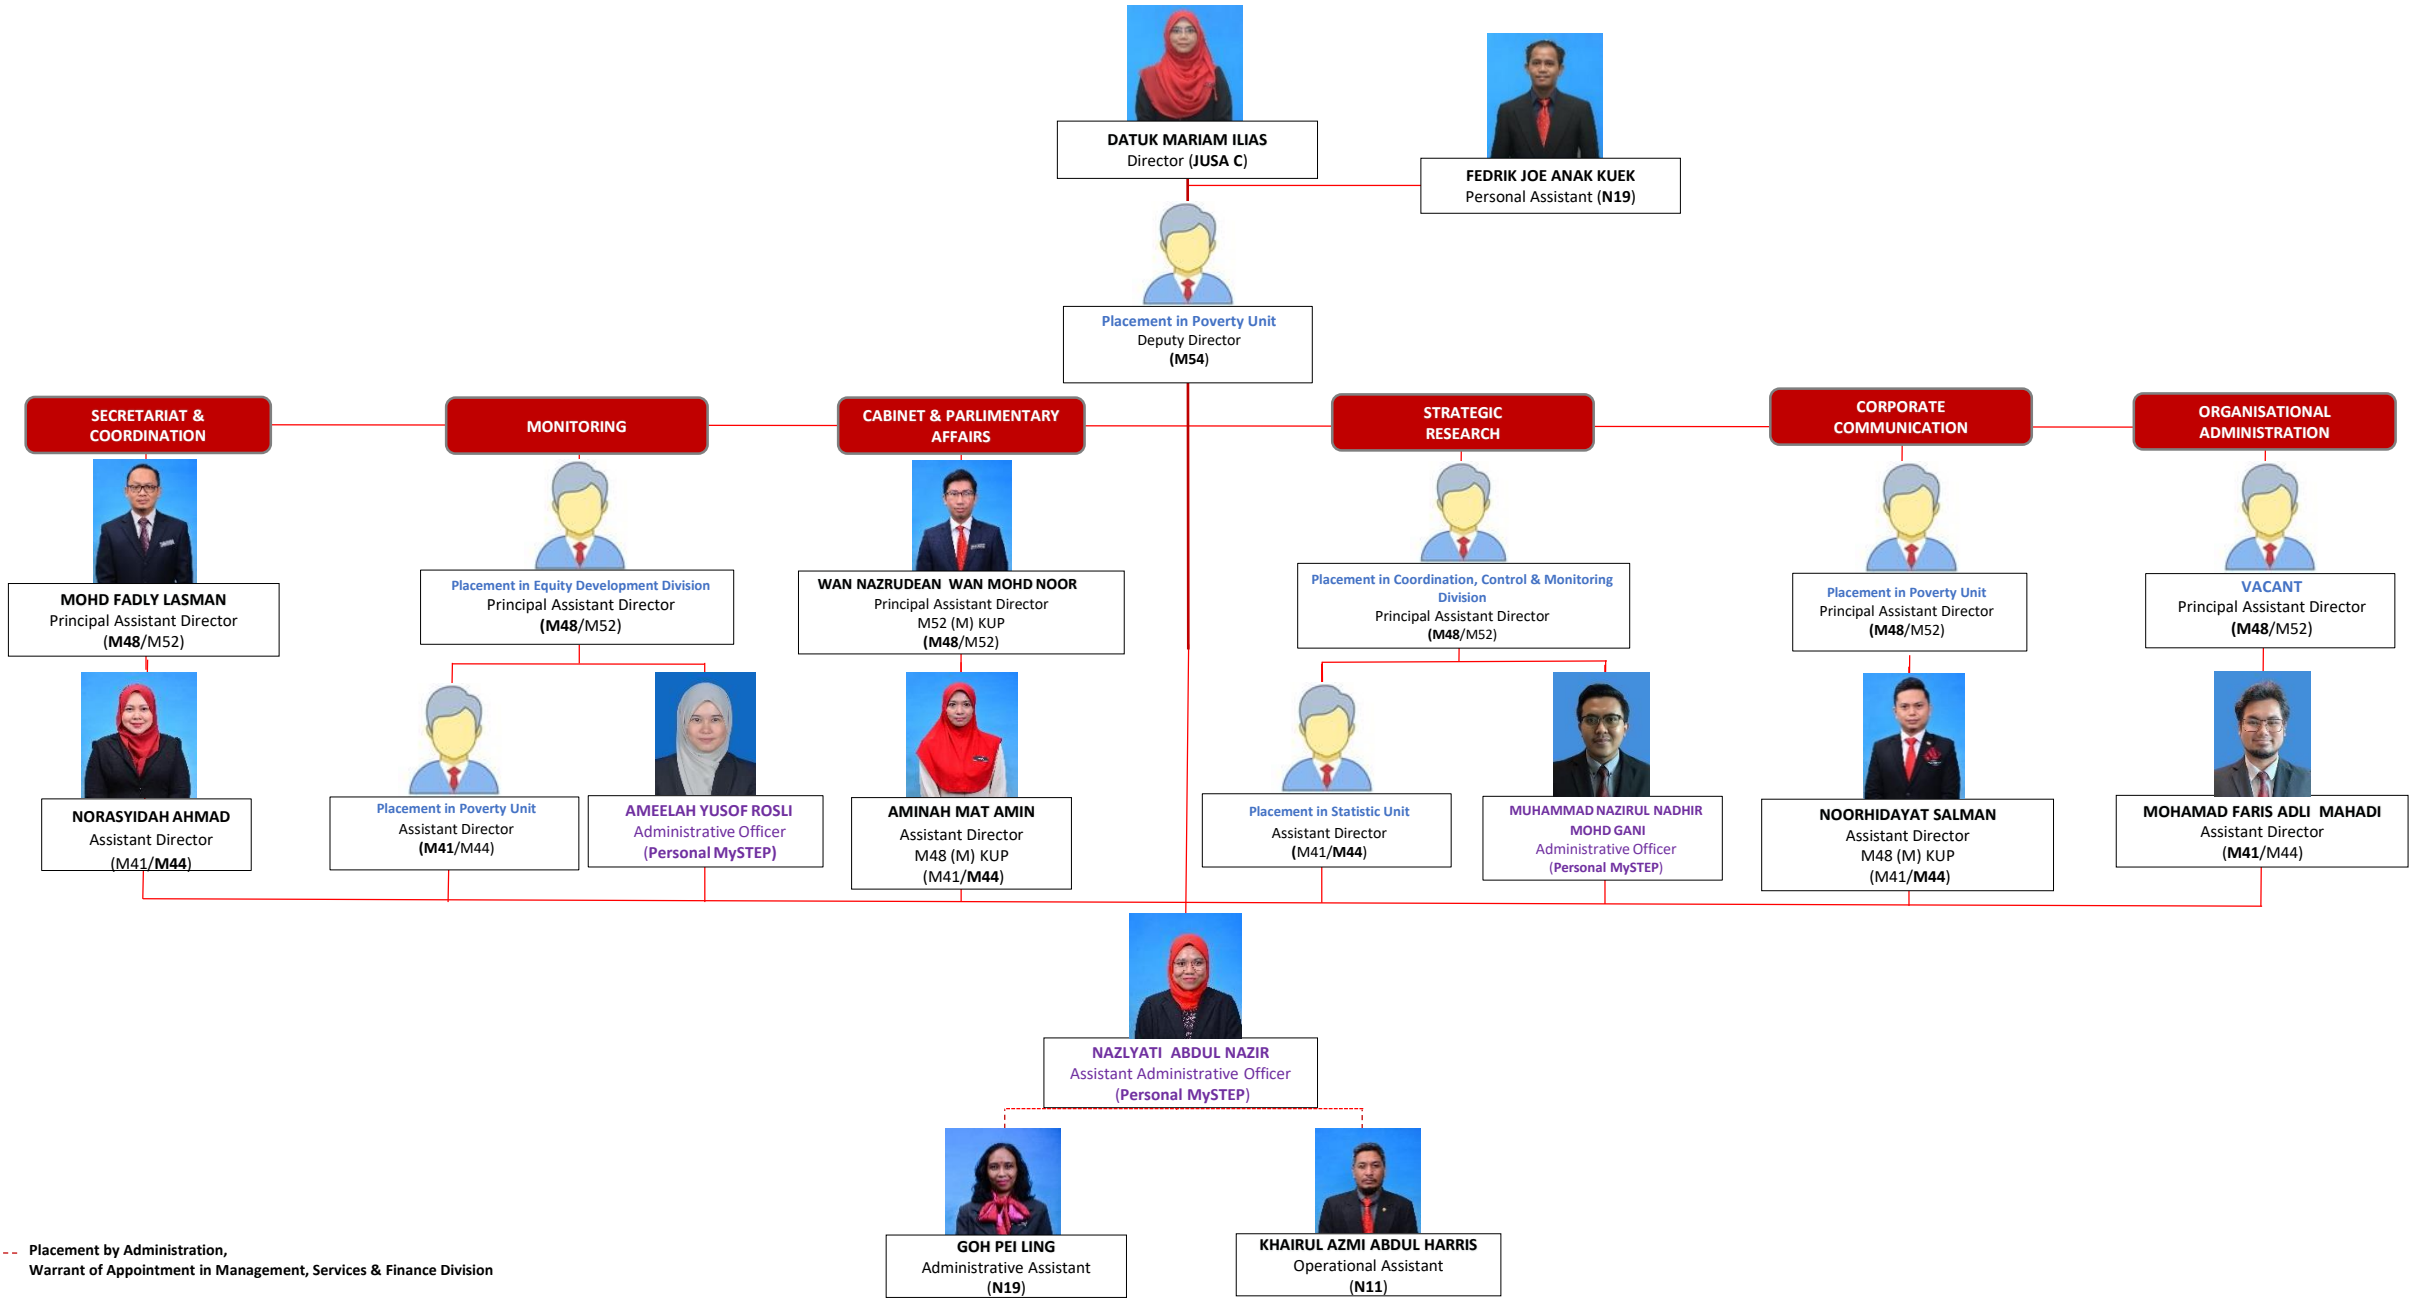 DATUK MARIAM ILIAS
Director (JUSA C)
FEDRIK JOE ANAK KUEK
Personal Assistant (N19)
Placement in Poverty Unit
Deputy Director
(M54)
SECRETARIAT &
COORDINATION
MONITORING
CABINET & PARLIMENTARY
AFFAIRS
STRATEGIC
RESEARCH
CORPORATE
COMMUNICATION
ORGANISATIONAL
ADMINISTRATION
MOHD FADLY LASMAN
Principal Assistant Director
(M48/M52)
Placement in Equity Development Division
Principal Assistant Director
(M48/M52)
WAN NAZRUDEAN WAN MOHD NOOR
Principal Assistant Director
M52 (M) KUP
(M48/M52)
Placement in Coordination, Control & Monitoring
Division
Principal Assistant Director
(M48/M52)
Placement in Poverty Unit
Principal Assistant Director
(M48/M52)
VACANT
Principal Assistant Director
(M48/M52)
NORASYIDAH AHMAD
Assistant Director
(M41/M44)
Placement in Poverty Unit
Assistant Director
(M41/M44)
AMEELAH YUSOF ROSLI
Administrative Officer
(Personal MySTEP)
AMINAH MAT AMIN
Assistant Director
M48 (M) KUP
(M41/M44)
Placement in Statistic Unit
Assistant Director
(M41/M44)
MUHAMMAD NAZIRUL NADHIR
MOHD GANI
Administrative Officer
(Personal MySTEP)
NOORHIDAYAT SALMAN
Assistant Director
M48 (M) KUP
(M41/M44)
MOHAMAD FARIS ADLI MAHADI
Assistant Director
(M41/M44)
NAZLYATI ABDUL NAZIR
Assistant Administrative Officer
(Personal MySTEP)
GOH PEI LING
Administrative Assistant
(N19)
KHAIRUL AZMI ABDUL HARRIS
Operational Assistant
(N11)
Placement by Administration,
Warrant of Appointment in Management, Services & Finance Division